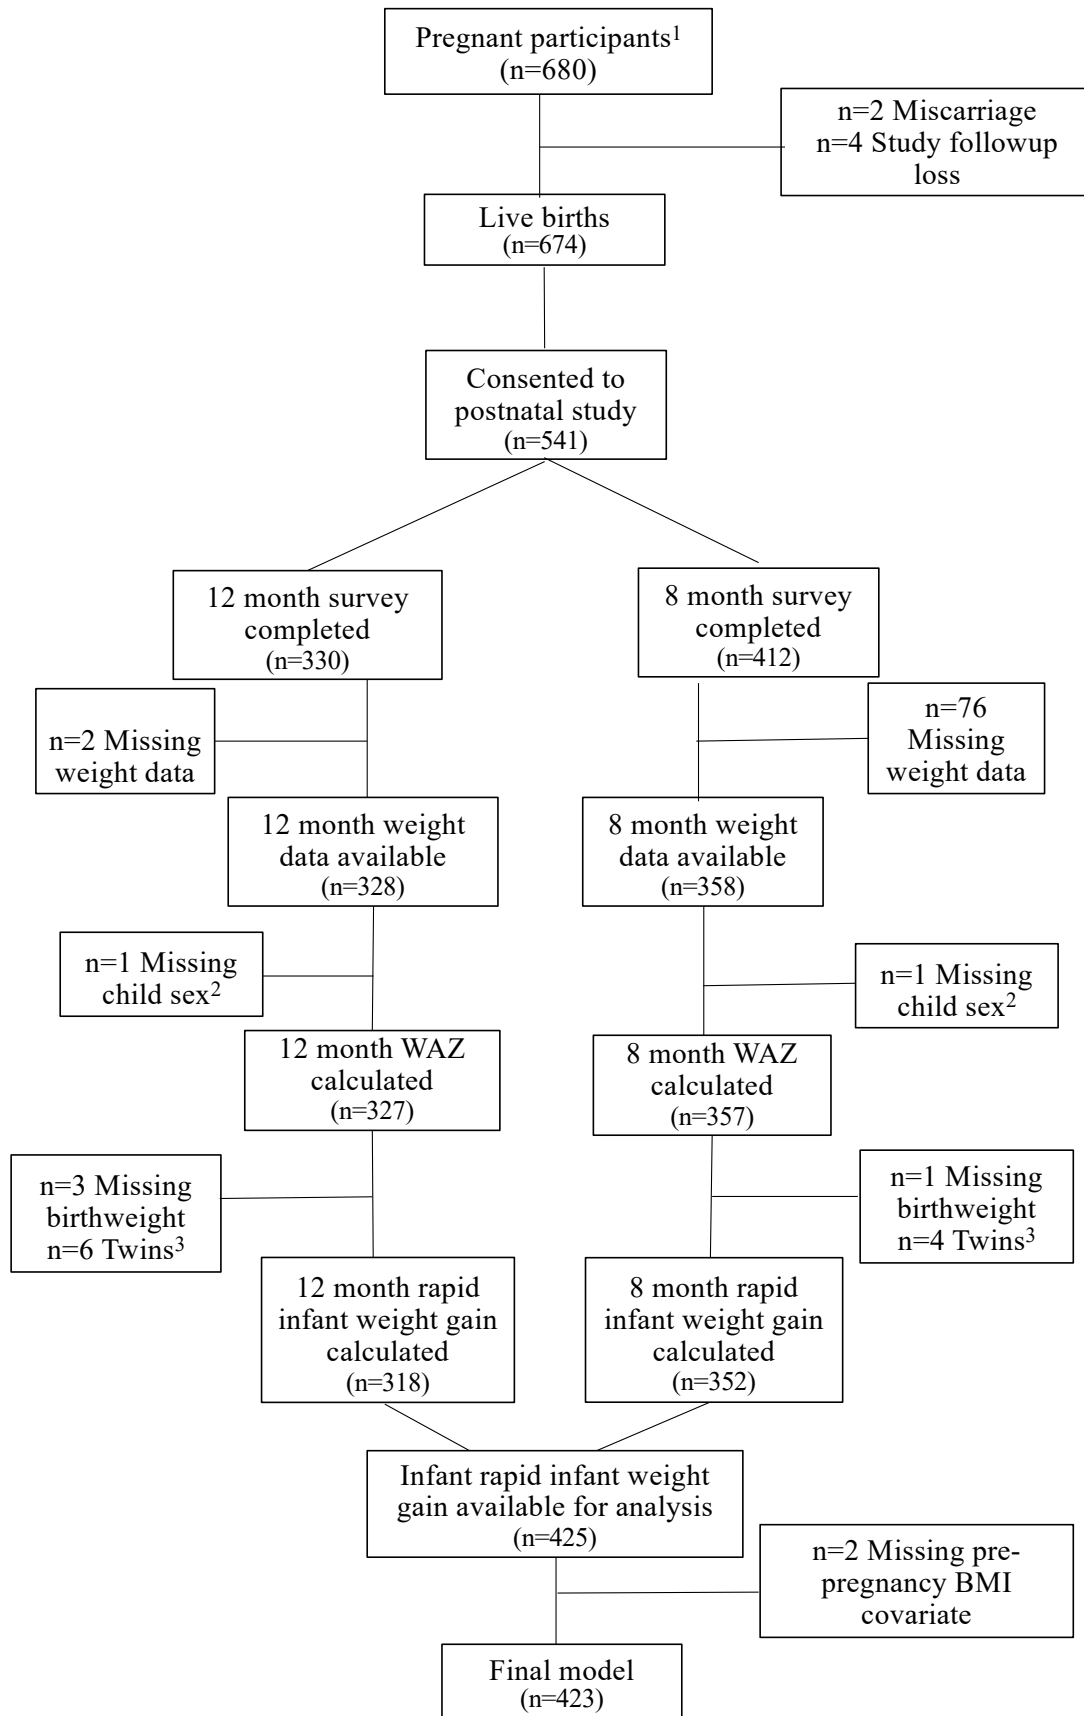 Pregnant participants¹
(n=680)
n=2 Miscarriage
n=4 Study followup
loss
Live births
(n=674)
Consented to
postnatal study
(n=541)
12 month survey
completed
(n=330)
8 month survey
completed
(n=412)
n=2 Missing
weight data
n=76
Missing
weight data
12 month weight
data available
(n=328)
8 month weight
data available
(n=358)
n=1 Missing
child sex²
n=1 Missing
child sex²
12 month WAZ
calculated
(n=327)
8 month WAZ
calculated
(n=357)
n=3 Missing
birthweight
n=6 Twins³
n=1 Missing
birthweight
n=4 Twins³
12 month rapid
infant weight gain
calculated
(n=318)
8 month rapid
infant weight gain
calculated
(n=352)
Infant rapid infant weight
gain available for analysis
(n=425)
n=2 Missing pre-
pregnancy BMI
covariate
Final model
(n=423)